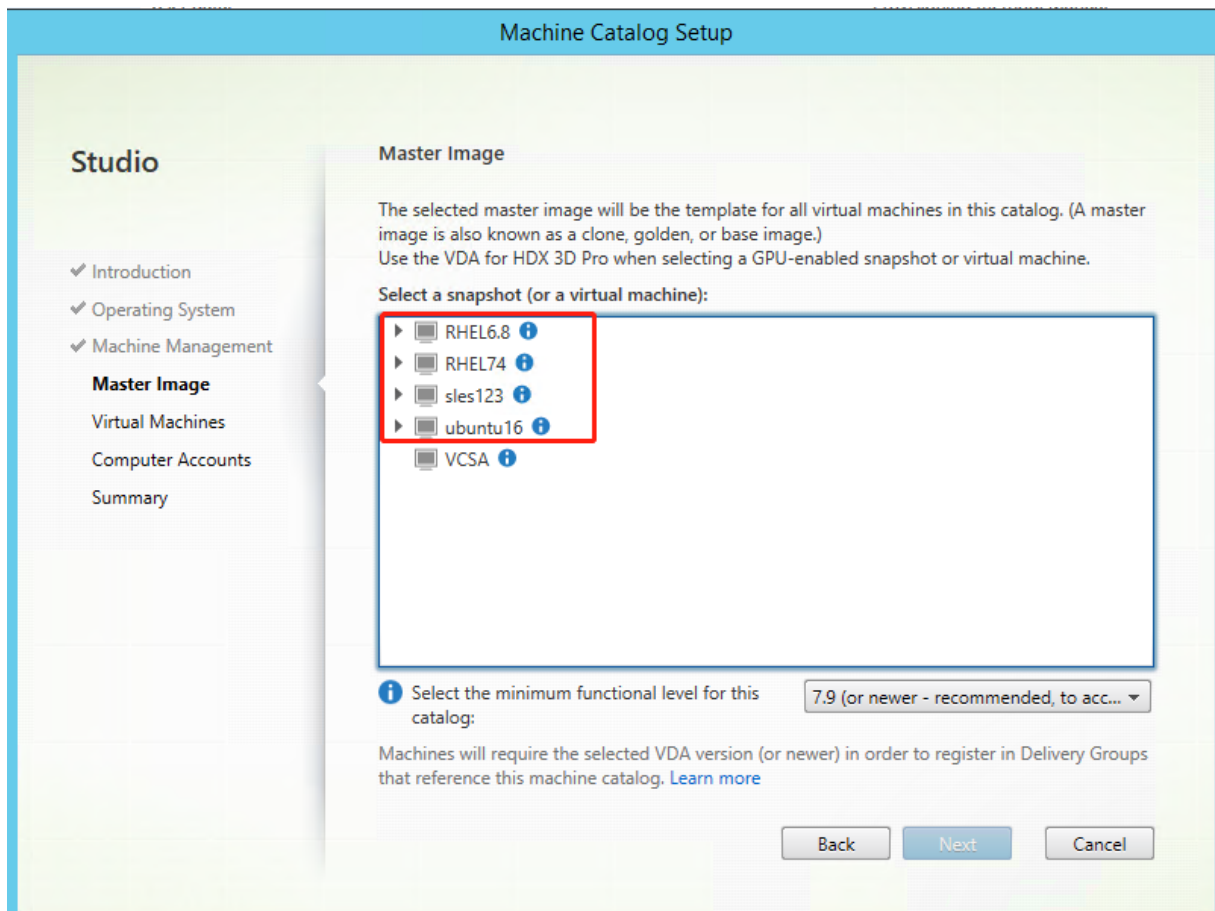 Machine Catalog Setup
Studio
Introduction
Operating System
Machine Management
Master Image
Virtual Machines
Computer Accounts
Summary
Master Image
The selected master image will be the template for all virtual machines in this catalog. (A master
image is also known as a clone, golden, or base image.)
Use the VDA for HDX 3D Pro when selecting a GPU-enabled snapshot or virtual machine.
Select a snapshot (or a virtual machine):
RHEL6.8
RHEL74
sles123
ubuntu16
VCSA
Select the minimum functional level for this
catalog:
7.9 (or newer - recommended, to acc...
Machines will require the selected VDA version (or newer) in order to register in Delivery Groups
that reference this machine catalog. Learn more
Back
Next
Cancel